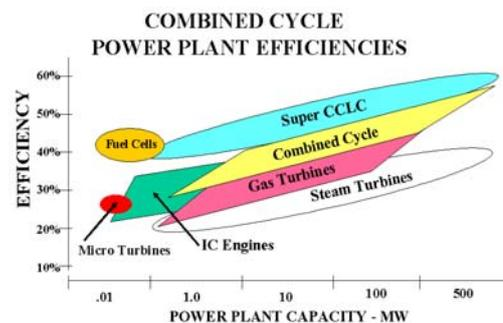 COMBINED CYCLE
POWER PLANT EFFICIENCIES
EFFICIENCY
60%
50%
40%
30%
20%
10%
Super CCLC
Fuel Cells
Combined Cycle
Gas Turbines
Steam Turbines
IC Engines
Micro Turbines
.01
1.0
10
100
500
POWER PLANT CAPACITY - MW